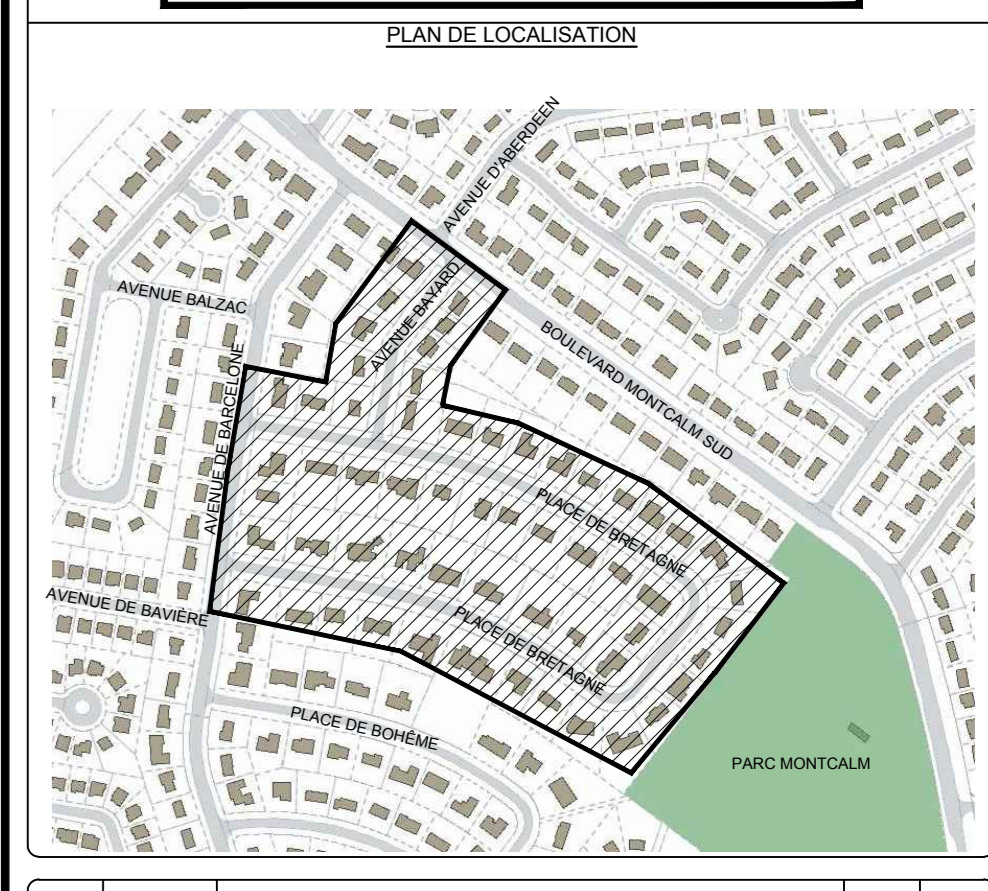 PLAN DE LOCALISATION
AVENUE D'ABERDEEN
AVENUE BALZAC
AVENUE BAYARD
BOULEVARD MONTCALM SUD
AVENUE DE BARCELONE
PLACE DE BRETAGNE
AVENUE DE BAVIÈRE
PLACE DE BRETAGNE
PLACE DE BOHÊME
PARC MONTCALM